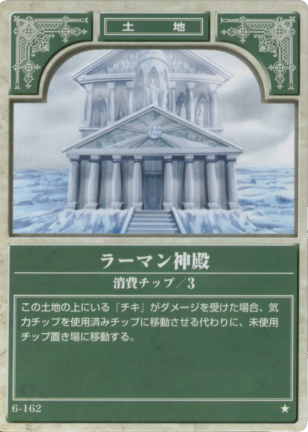 土地
ラーマン神殿
消費チップ／3
この土地の上にいる『チキ』がダメージを受けた場合、気
力チップを使用済みチップに移動させる代わりに、未使用
チップ置き場に移動する。
6-162 ★